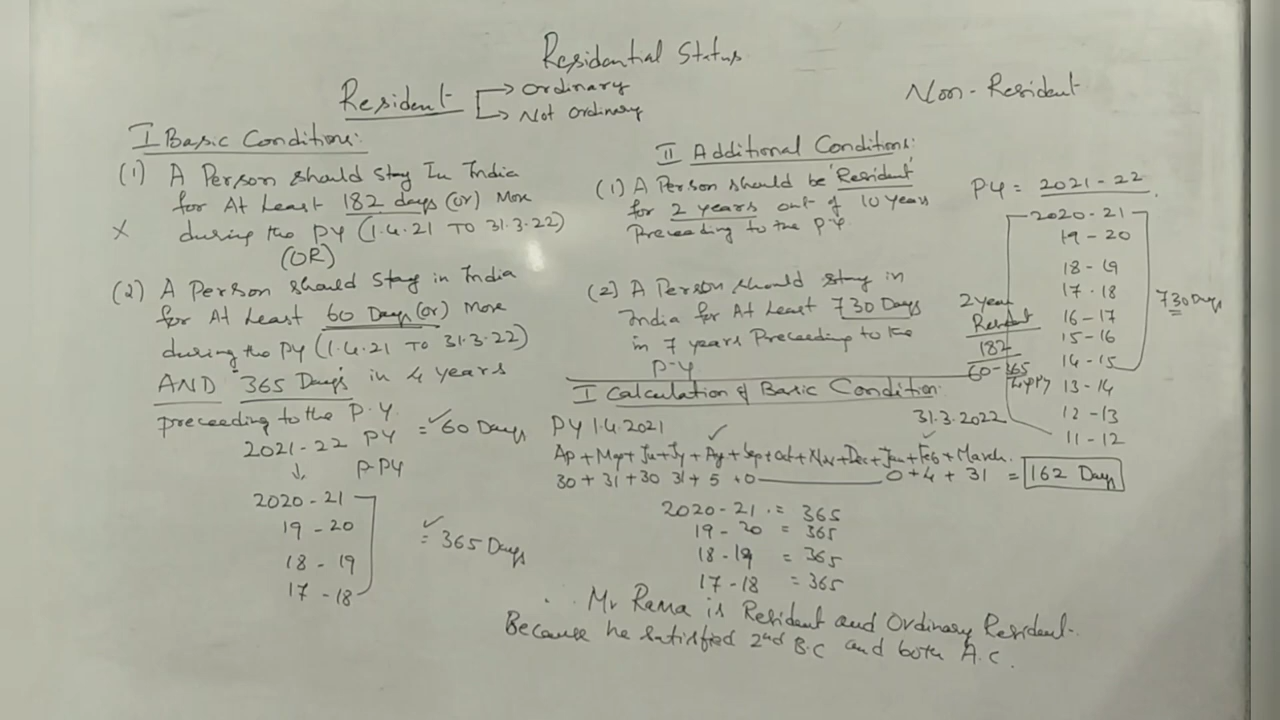 Residential Status
Resident → Ordinary
→ Not Ordinary
Non-Resident
I Basic Conditions:
(1) A Person should stay In India
for At Least 182 days (or) More
X during the PY (1.4.21 TO 31.3.22)
(OR)
(2) A Person should stay in India
for At Least 60 Days (or) More
during the PY (1.4.21 TO 31.3.22)
AND "365 Days" in 4 years
preceeding to the P.Y.
2021-22 PY = ✓60 Days
↓ P-PY
2020-21
19-20
18-19
17-18
✓ = 365 Days
II Additional Conditions:
(1) A Person should be 'Resident'
for 2 years out of 10 years
Preceeding to the P.Y
(2) A Person should stay in
India for At Least 730 Days
in 7 years Preceeding to the
P-Y
PY = 2021-22.
2020-21
19-20
18-19
17-18
16-17
15-16
14-15
13-14
12-13
11-12
730 Days
2 year
Resident
182
60-365
I Calculation of Basic Condition:
PY 1.4.2021 ✓ 31.3.2022
Ap+May+Ju+Jy+Ag+Sep+Oct+Nov+Dec+Jan+Feb+March.
30+31+30 31+5+0 0+4+31 = 162 Days
2020-21 = 365
19-20 = 365
18-19 = 365
17-18 = 365
∴ Mr Rama is Resident and Ordinary Resident.
Because he satisfied 2nd B.C and both A.C.